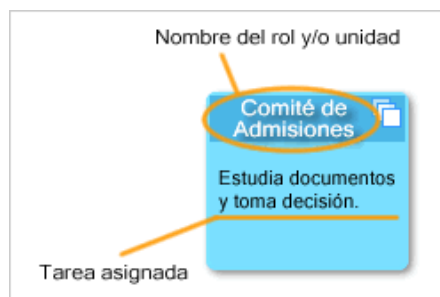 Nombre del rol y/o unidad
Comité de
Admisiones
Estudia documentos
y toma decisión.
Tarea asignada